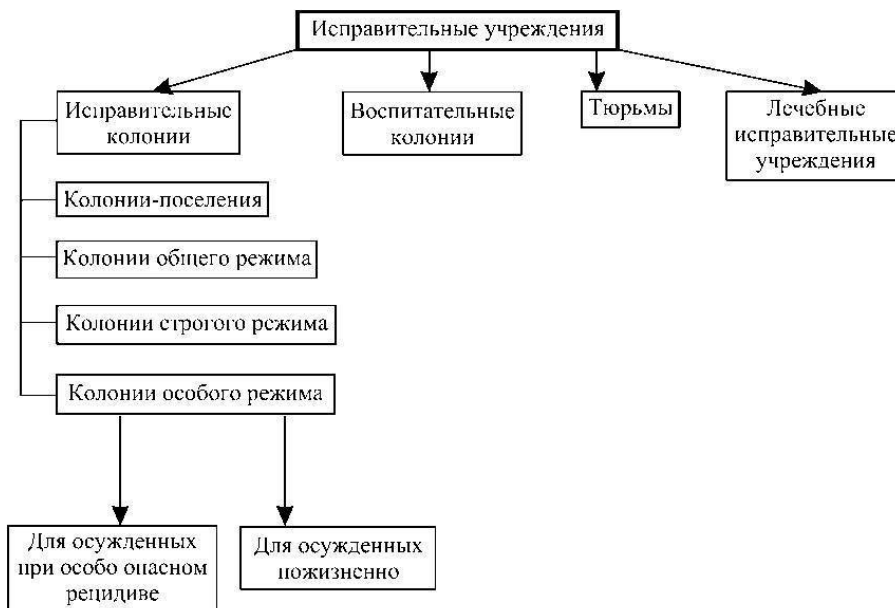 Исправительные учреждения
Исправительные
колонии
Воспитательные
колонии
Тюрьмы
Лечебные
исправительные
учреждения
Колонии-поселения
Колонии общего режима
Колонии строгого режима
Колонии особого режима
Для осужденных
при особо опасном
рецидиве
Для осужденных
пожизненно